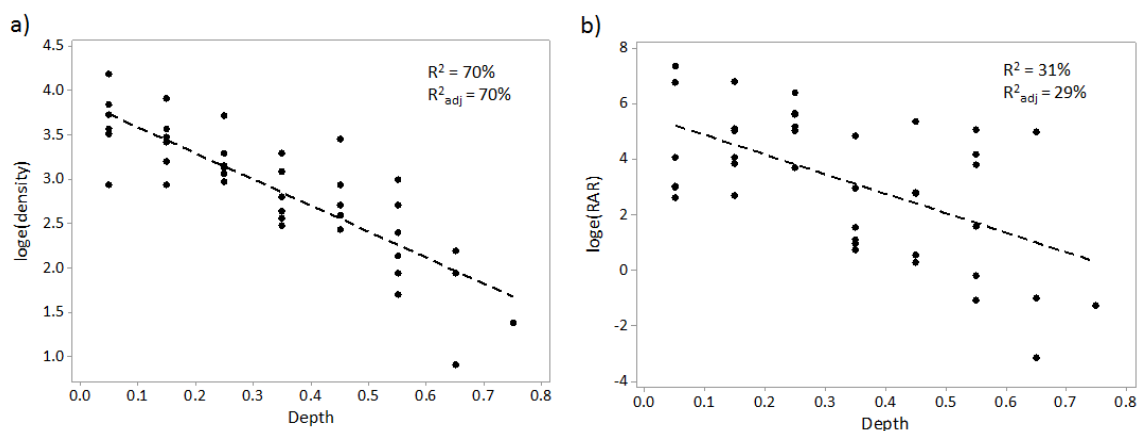 a)
R² = 70%
R²adj = 70%
4.5
4.0
3.5
3.0
2.5
2.0
1.5
1.0
loge(density)
0.0 0.1 0.2 0.3 0.4 0.5 0.6 0.7 0.8
Depth
b)
R² = 31%
R²adj = 29%
8
6
4
2
0
-2
-4
loge(RAR)
0.0 0.1 0.2 0.3 0.4 0.5 0.6 0.7 0.8
Depth